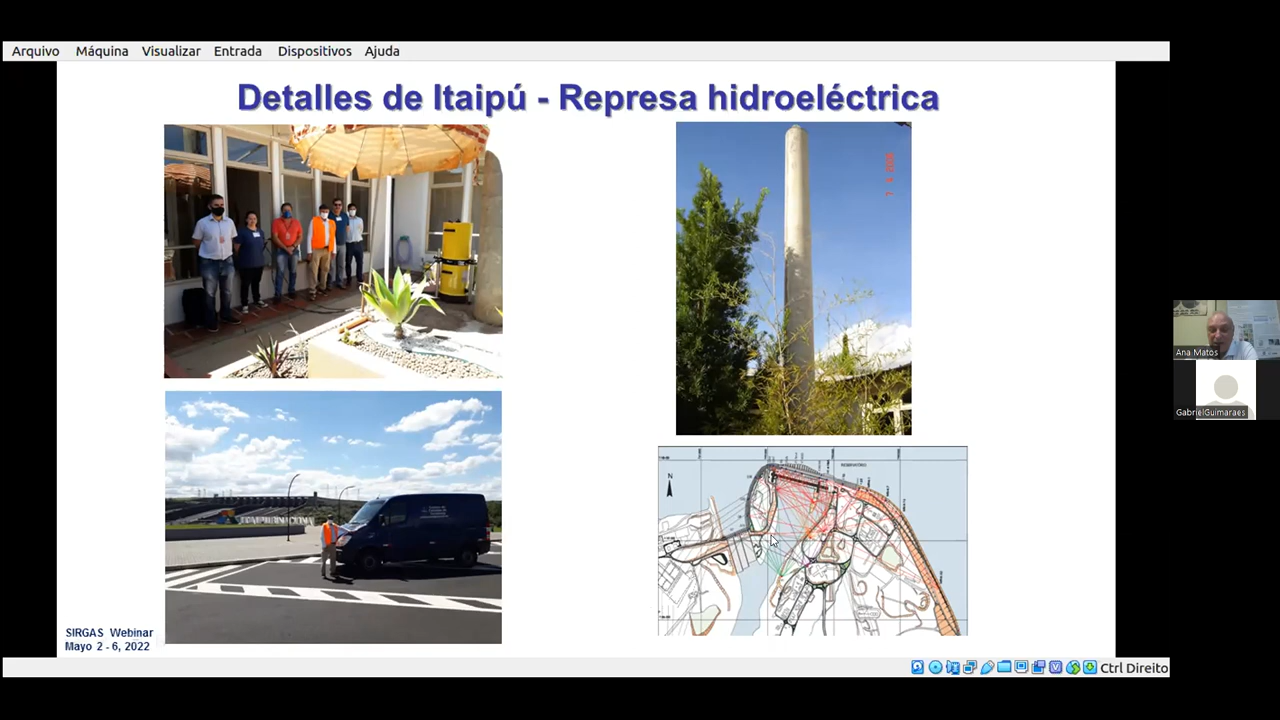 Arquivo Máquina Visualizar Entrada Dispositivos Ajuda
Detalles de Itaipú - Represa hidroeléctrica
N
RESERVATÓRIO
SIRGAS Webinar
Mayo 2 - 6, 2022
Ana Matos
GabrielGuimaraes
Ctrl Direito